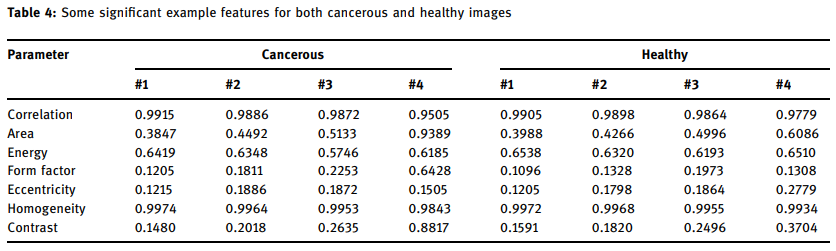 Table 4: Some significant example features for both cancerous and healthy images
Parameter Cancerous Healthy
#1 #2 #3 #4 #1 #2 #3 #4
Correlation 0.9915 0.9886 0.9872 0.9505 0.9905 0.9898 0.9864 0.9779
Area 0.3847 0.4492 0.5133 0.9389 0.3988 0.4266 0.4996 0.6086
Energy 0.6419 0.6348 0.5746 0.6185 0.6538 0.6320 0.6193 0.6510
Form factor 0.1205 0.1811 0.2253 0.6428 0.1096 0.1328 0.1973 0.1308
Eccentricity 0.1215 0.1886 0.1872 0.1505 0.1205 0.1798 0.1864 0.2779
Homogeneity 0.9974 0.9964 0.9953 0.9843 0.9972 0.9968 0.9955 0.9934
Contrast 0.1480 0.2018 0.2635 0.8817 0.1591 0.1820 0.2496 0.3704